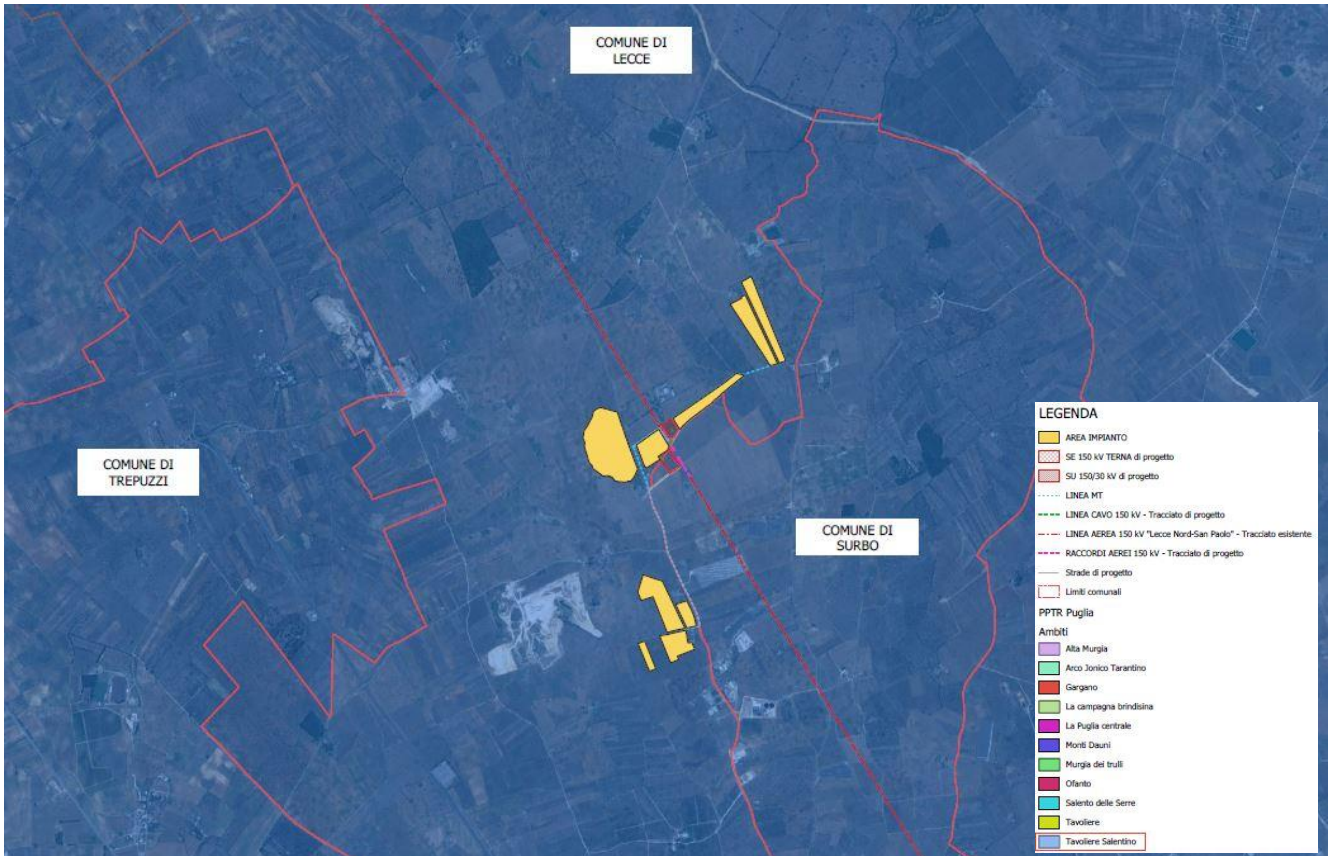 COMUNE DI
LECCE
COMUNE DI
TREPUZZI
COMUNE DI
SURBO
LEGENDA
AREA IMPIANTO
SE 150 kV TERNA di progetto
SU 150/30 kV di progetto
LINEA MT
LINEA CAVO 150 kV - Tracciato di progetto
LINEA AEREA 150 kV "Lecce Nord-San Paolo" - Tracciato esistente
RACCORDI AEREI 150 kV - Tracciato di progetto
Strade di progetto
Limiti comunali
PPTR Puglia
Ambiti
Alta Murgia
Arco Jonico Tarantino
Gargano
La campagna brindisina
La Puglia centrale
Monti Dauni
Murgia dei trulli
Ofanto
Salento delle Serre
Tavoliere
Tavoliere Salentino